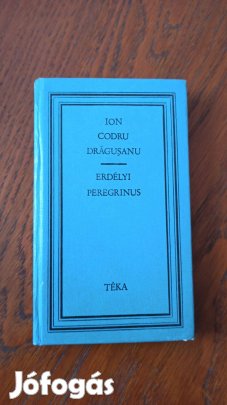 ION
CODRU
DRĂGUȘANU
ERDÉLYI
PEREGRINUS
TÉKA
Jófogás